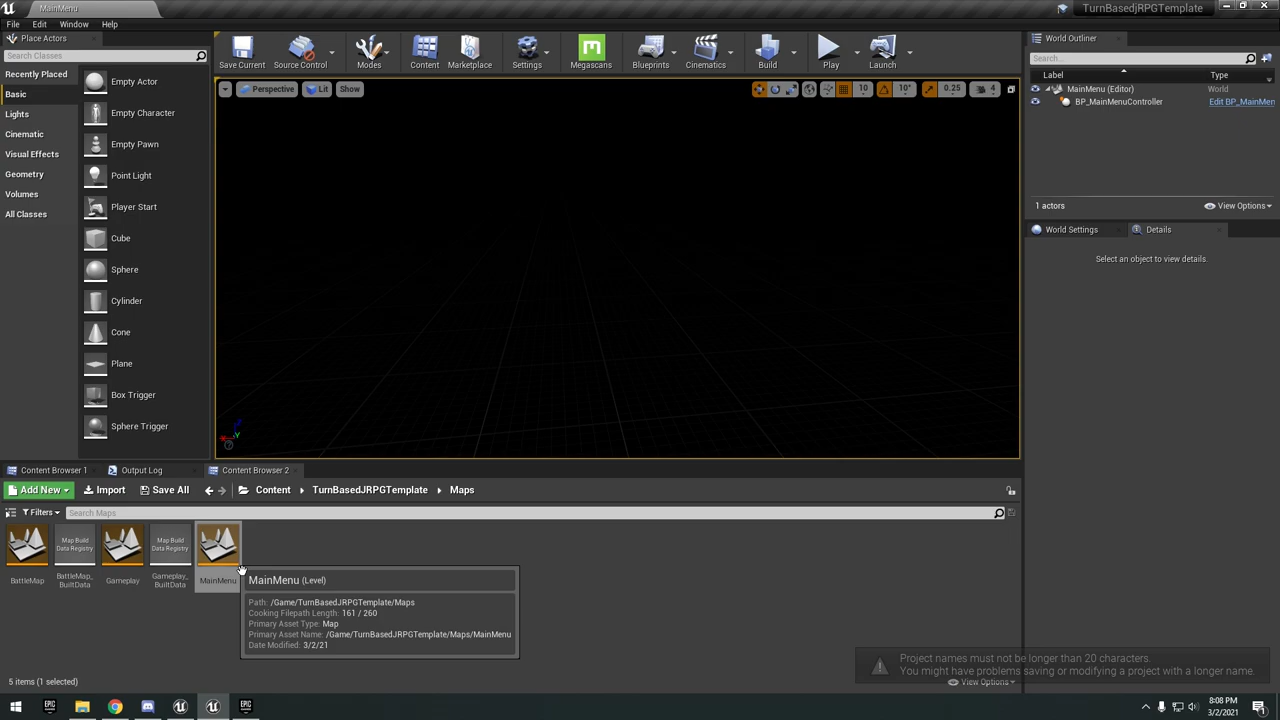 MainMenu
TurnBasedJRPGTemplate
File Edit Window Help
Place Actors
Search Classes
Recently Placed
Basic
Lights
Cinematic
Visual Effects
Geometry
Volumes
All Classes
Empty Actor
Empty Character
Empty Pawn
Point Light
Player Start
Cube
Sphere
Cylinder
Cone
Plane
Box Trigger
Sphere Trigger
Save Current
Source Control
Modes
Content
Marketplace
Settings
Megascans
Blueprints
Cinematics
Build
Play
Launch
Perspective Lit Show
10 10° 0.25 4
World Outliner
Search...
Label Type
MainMenu (Editor) World
BP_MainMenuController Edit BP_MainMen
1 actors View Options
World Settings Details
Select an object to view details.
Content Browser 1 Output Log Content Browser 2
Add New Import Save All Content TurnBasedJRPGTemplate Maps
Filters Search Maps
Map Build
Data Registry
Map Build
Data Registry
BattleMap
BattleMap_
BuiltData
Gameplay
Gameplay_
BuiltData
MainMenu
MainMenu (Level)
Path: /Game/TurnBasedJRPGTemplate/Maps
Cooking Filepath Length: 161 / 260
Primary Asset Type: Map
Primary Asset Name: /Game/TurnBasedJRPGTemplate/Maps/MainMenu
Date Modified: 3/2/21
Project names must not be longer than 20 characters.
You might have problems saving or modifying a project with a longer name.
5 items (1 selected) View Options
EPIC
EPIC
8:08 PM
3/2/2021